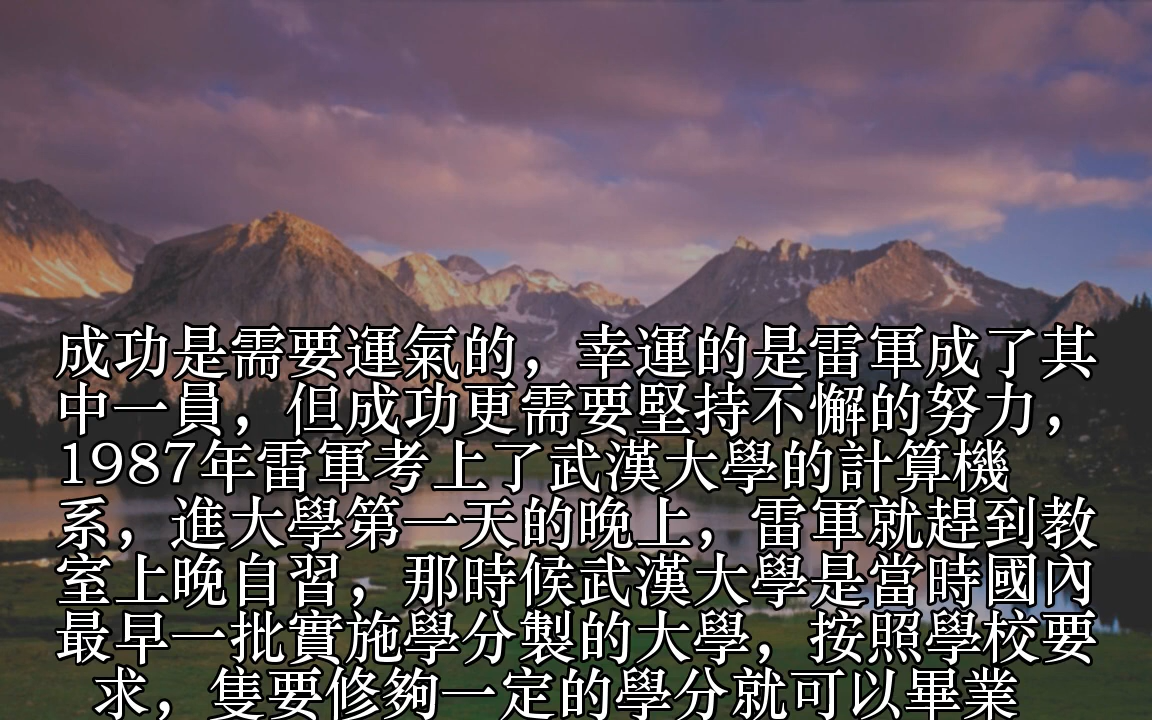 成功是需要運氣的，幸運的是雷軍成了其
中一員，但成功更需要堅持不懈的努力，
1987年雷軍考上了武漢大學的計算機
系，進大學第一天的晚上，雷軍就趕到教
室上晚自習，那時候武漢大學是當時國內
最早一批實施學分製的大學，按照學校要
求，隻要修夠一定的學分就可以畢業